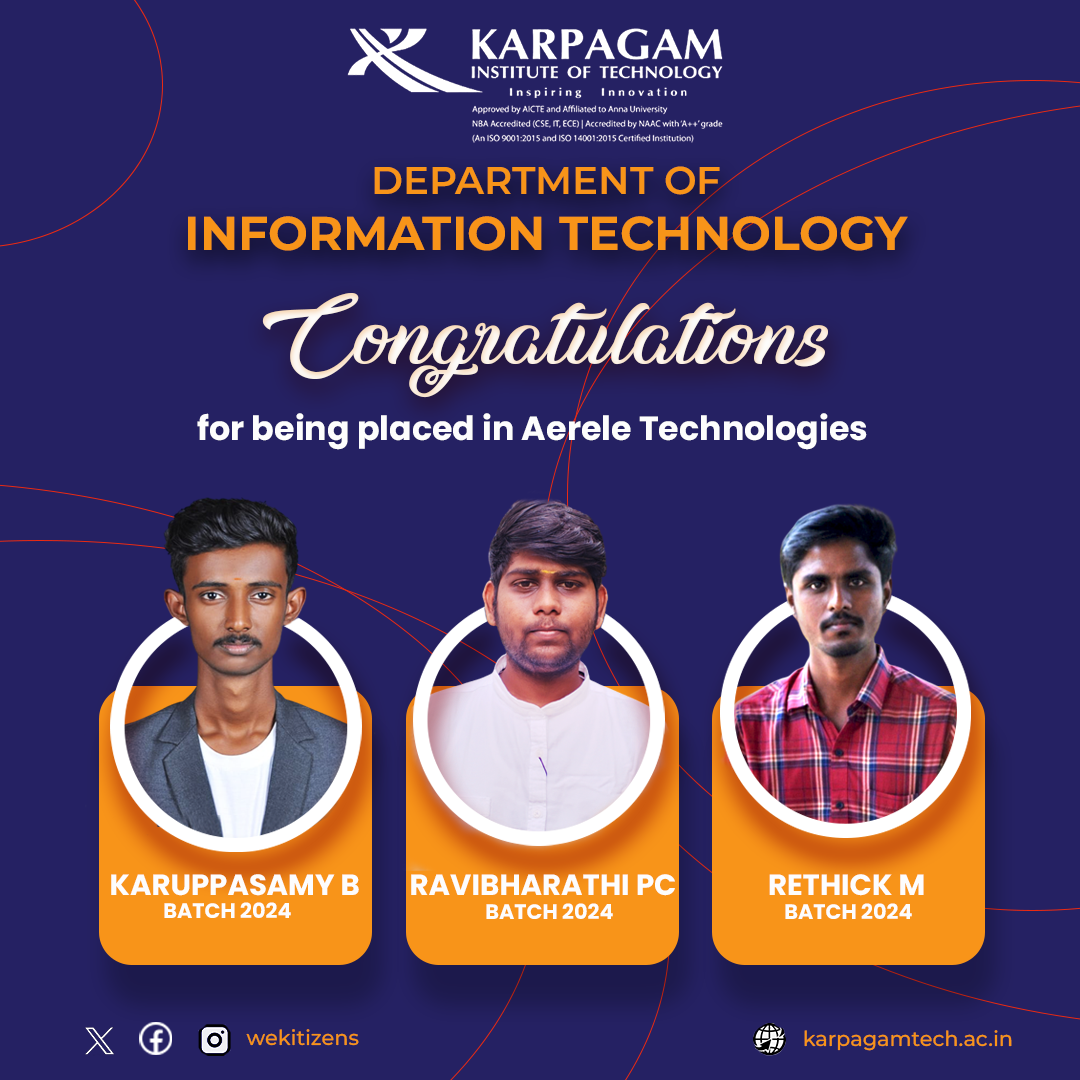 KARPAGAM
INSTITUTE OF TECHNOLOGY
Inspiring Innovation
Approved by AICTE and Affiliated to Anna University
NBA Accredited (CSE, IT, ECE) | Accredited by NAAC with 'A++' grade
(An ISO 9001:2015 and ISO 14001:2015 Certified Institution)
DEPARTMENT OF
INFORMATION TECHNOLOGY
Congratulations
for being placed in Aerele Technologies
KARUPPASAMY B
BATCH 2024
RAVIBHARATHI PC
BATCH 2024
RETHICK M
BATCH 2024
wekitizens
karpagamtech.ac.in